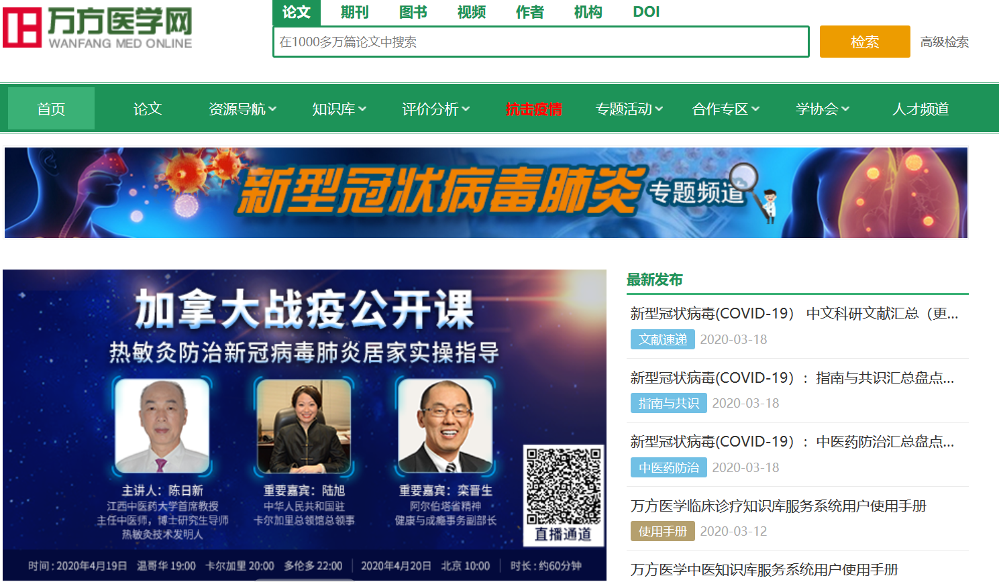 万方医学网
WANFANG MED ONLINE
论文 期刊 图书 视频 作者 机构 DOI
在1000多万篇论文中搜索
检索 高级检索
首页 论文 资源导航 知识库 评价分析 抗击疫情 专题活动 合作专区 学协会 人才频道
新型冠状病毒肺炎 专题频道
加拿大战疫公开课
热敏灸防治新冠病毒肺炎居家实操指导
主讲人：陈日新
江西中医药大学首席教授
主任中医师，博士研究生导师
热敏灸技术发明人
重要嘉宾：陆旭
中华人民共和国驻
卡尔加里总领馆总领事
重要嘉宾：栾晋生
阿尔伯塔省精神
健康与成瘾事务副部长
直播通道
时间：2020年4月19日 温哥华 19:00 卡尔加里 20:00 多伦多 22:00 | 2020年4月20日 北京 10:00 | 时长：约60分钟
最新发布
新型冠状病毒(COVID-19） 中文科研文献汇总（更...
文献速递 2020-03-18
新型冠状病毒(COVID-19）：指南与共识汇总盘点...
指南与共识 2020-03-18
新型冠状病毒(COVID-19）：中医药防治汇总盘点...
中医药防治 2020-03-18
万方医学临床诊疗知识库服务系统用户使用手册
使用手册 2020-03-12
万方医学中医知识库服务系统用户使用手册